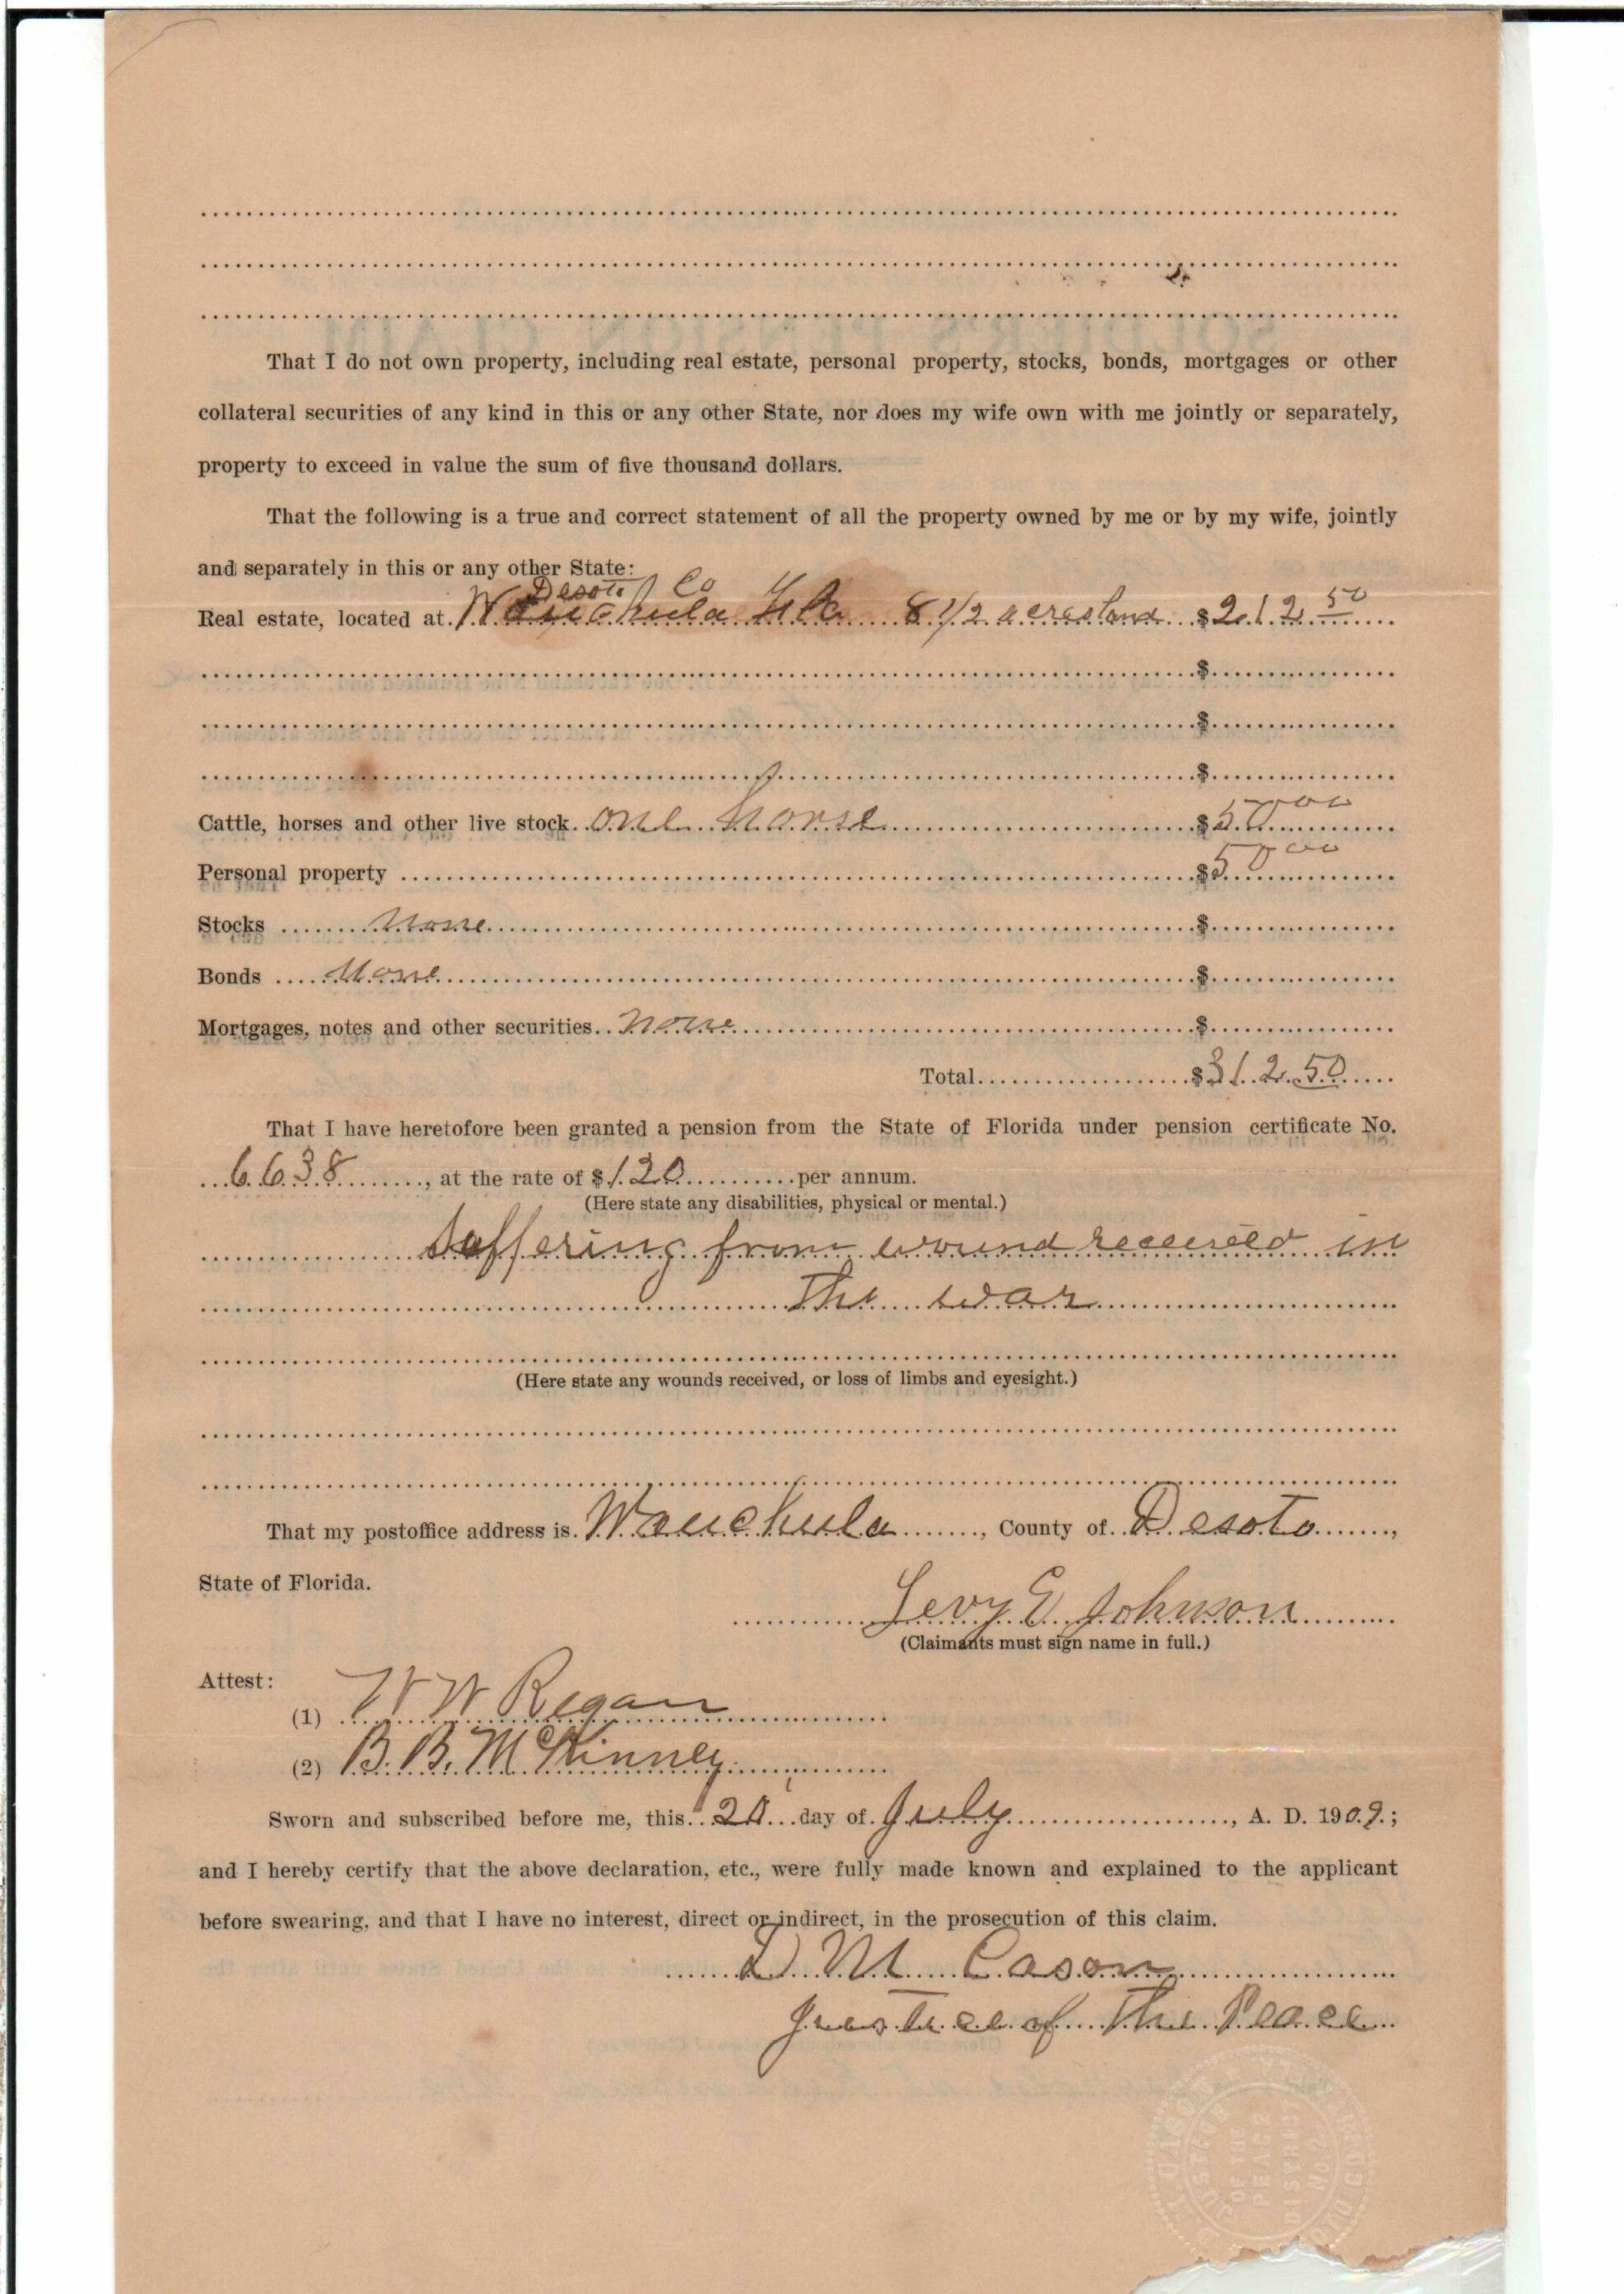 That I do not own property, including real estate, personal property, stocks, bonds, mortgages or other
collateral securities of any kind in this or any other State, nor does my wife own with me jointly or separately,
property to exceed in value the sum of five thousand dollars.
That the following is a true and correct statement of all the property owned by me or by my wife, jointly
and separately in this or any other State:
Desoto Co
Real estate, located at Wauchula Fla 8 1/2 acres land $212 50
$
$
$
Cattle, horses and other live stock one horse $50 00
Personal property $50 00
Stocks None $
Bonds None $
Mortgages, notes and other securities None $
Total $312.50
That I have heretofore been granted a pension from the State of Florida under pension certificate No.
6638, at the rate of $120 per annum.
(Here state any disabilities, physical or mental.)
Suffering from wound received in
the war
(Here state any wounds received, or loss of limbs and eyesight.)
That my postoffice address is Wauchula, County of Desoto,
State of Florida.
Levy E Johnson
(Claimants must sign name in full.)
Attest:
(1) W W Regan
(2) B. B. McKinney
Sworn and subscribed before me, this 20 day of July, A. D. 1909;
and I hereby certify that the above declaration, etc., were fully made known and explained to the applicant
before swearing, and that I have no interest, direct or indirect, in the prosecution of this claim.
D M Cason
Justice of The Peace
JUSTICE
OF THE
PEACE
DISTRICT
No. 2